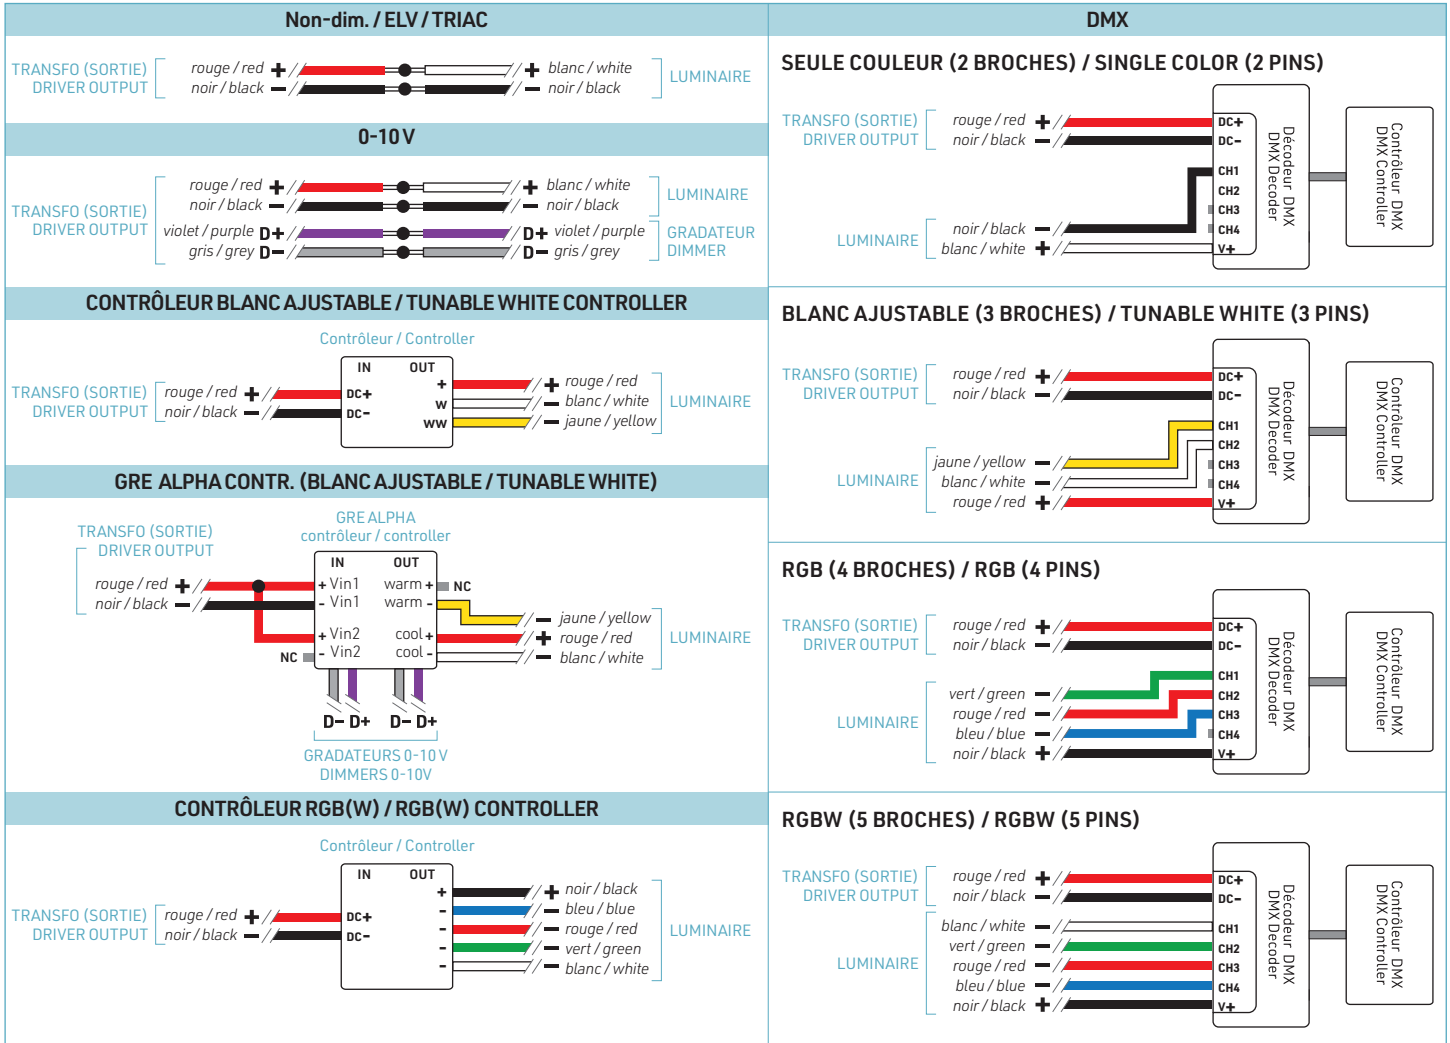 Non-dim. / ELV / TRIAC
TRANSFO (SORTIE)
DRIVER OUTPUT
rouge / red +
noir / black –
+ blanc / white
– noir / black
LUMINAIRE
0-10 V
TRANSFO (SORTIE)
DRIVER OUTPUT
rouge / red +
noir / black –
violet / purple D+
gris / grey D–
+ blanc / white
– noir / black
D+ violet / purple
D– gris / grey
LUMINAIRE
GRADATEUR
DIMMER
CONTRÔLEUR BLANC AJUSTABLE / TUNABLE WHITE CONTROLLER
Contrôleur / Controller
TRANSFO (SORTIE)
DRIVER OUTPUT
rouge / red +
noir / black –
IN OUT
DC+
DC–
+
W
WW
+ rouge / red
– blanc / white
– jaune / yellow
LUMINAIRE
GRE ALPHA CONTR. (BLANC AJUSTABLE / TUNABLE WHITE)
TRANSFO (SORTIE)
DRIVER OUTPUT
GRE ALPHA
contrôleur / controller
rouge / red +
noir / black –
IN OUT
+ Vin1 warm +
- Vin1 warm -
+ Vin2 cool +
- Vin2 cool -
NC
NC
– jaune / yellow
+ rouge / red
– blanc / white
LUMINAIRE
D– D+ D– D+
GRADATEURS 0-10 V
DIMMERS 0-10V
CONTRÔLEUR RGB(W) / RGB(W) CONTROLLER
Contrôleur / Controller
TRANSFO (SORTIE)
DRIVER OUTPUT
rouge / red +
noir / black –
IN OUT
DC+
DC–
+
-
-
-
-
+ noir / black
– bleu / blue
– rouge / red
– vert / green
– blanc / white
LUMINAIRE
DMX
SEULE COULEUR (2 BROCHES) / SINGLE COLOR (2 PINS)
TRANSFO (SORTIE)
DRIVER OUTPUT
rouge / red +
noir / black –
LUMINAIRE
noir / black –
blanc / white +
DC+
DC–
CH1
CH2
CH3
CH4
V+
Décodeur DMX
DMX Decoder
Contrôleur DMX
DMX Controller
BLANC AJUSTABLE (3 BROCHES) / TUNABLE WHITE (3 PINS)
TRANSFO (SORTIE)
DRIVER OUTPUT
rouge / red +
noir / black –
LUMINAIRE
jaune / yellow –
blanc / white –
rouge / red +
DC+
DC–
CH1
CH2
CH3
CH4
V+
Décodeur DMX
DMX Decoder
Contrôleur DMX
DMX Controller
RGB (4 BROCHES) / RGB (4 PINS)
TRANSFO (SORTIE)
DRIVER OUTPUT
rouge / red +
noir / black –
LUMINAIRE
vert / green –
rouge / red –
bleu / blue –
noir / black +
DC+
DC–
CH1
CH2
CH3
CH4
V+
Décodeur DMX
DMX Decoder
Contrôleur DMX
DMX Controller
RGBW (5 BROCHES) / RGBW (5 PINS)
TRANSFO (SORTIE)
DRIVER OUTPUT
rouge / red +
noir / black –
LUMINAIRE
blanc / white –
vert / green –
rouge / red –
bleu / blue –
noir / black +
DC+
DC–
CH1
CH2
CH3
CH4
V+
Décodeur DMX
DMX Decoder
Contrôleur DMX
DMX Controller